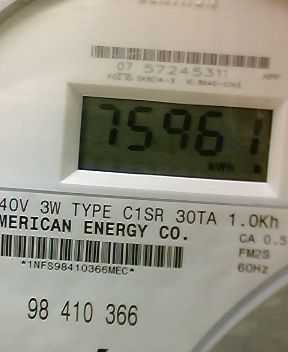 07 57245311
75961
kWh
40V 3W TYPE C1SR 30TA 1.0Kh
MERICAN ENERGY CO.
CA 0.5
FM2S
60Hz
*1NFS98410366MEC*
98 410 366